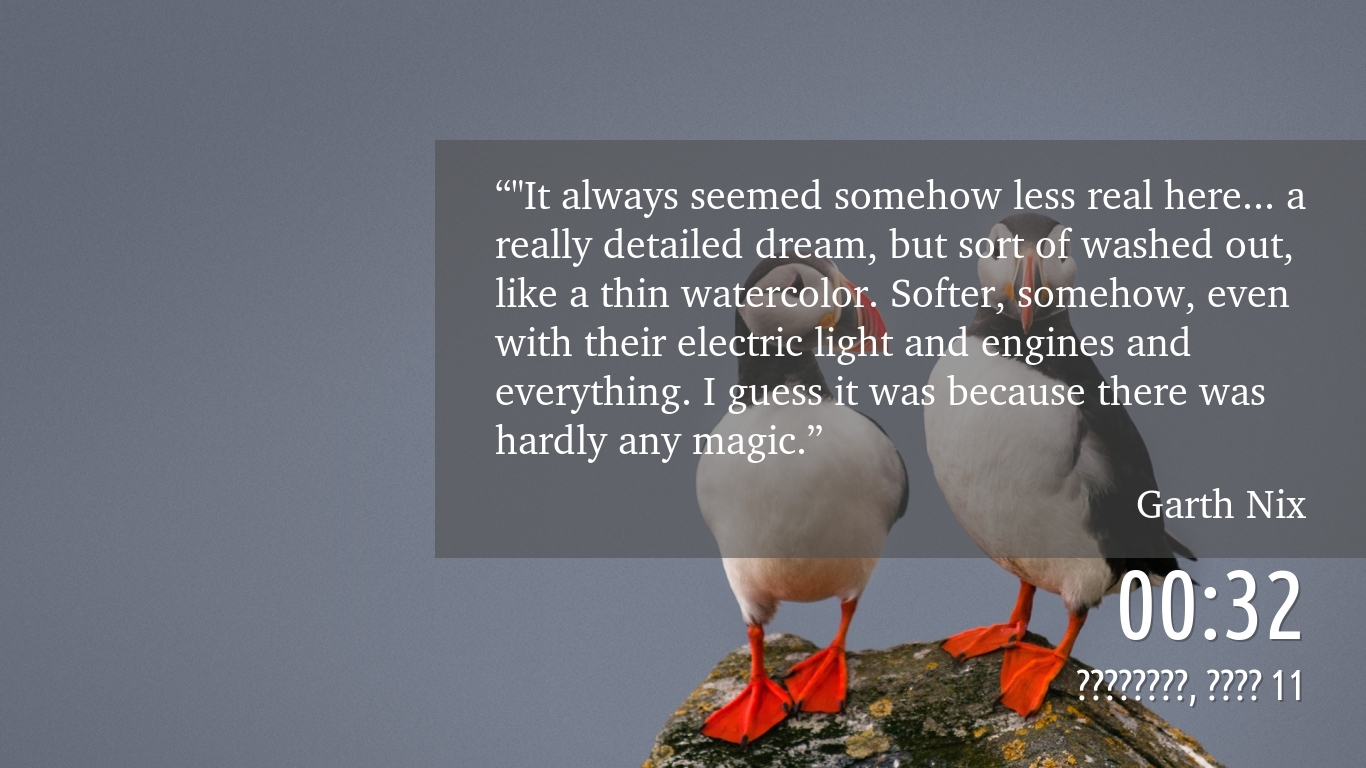 “"It always seemed somehow less real here... a
really detailed dream, but sort of washed out,
like a thin watercolor. Softer, somehow, even
with their electric light and engines and
everything. I guess it was because there was
hardly any magic.”
Garth Nix
00:32
????????, ???? 11